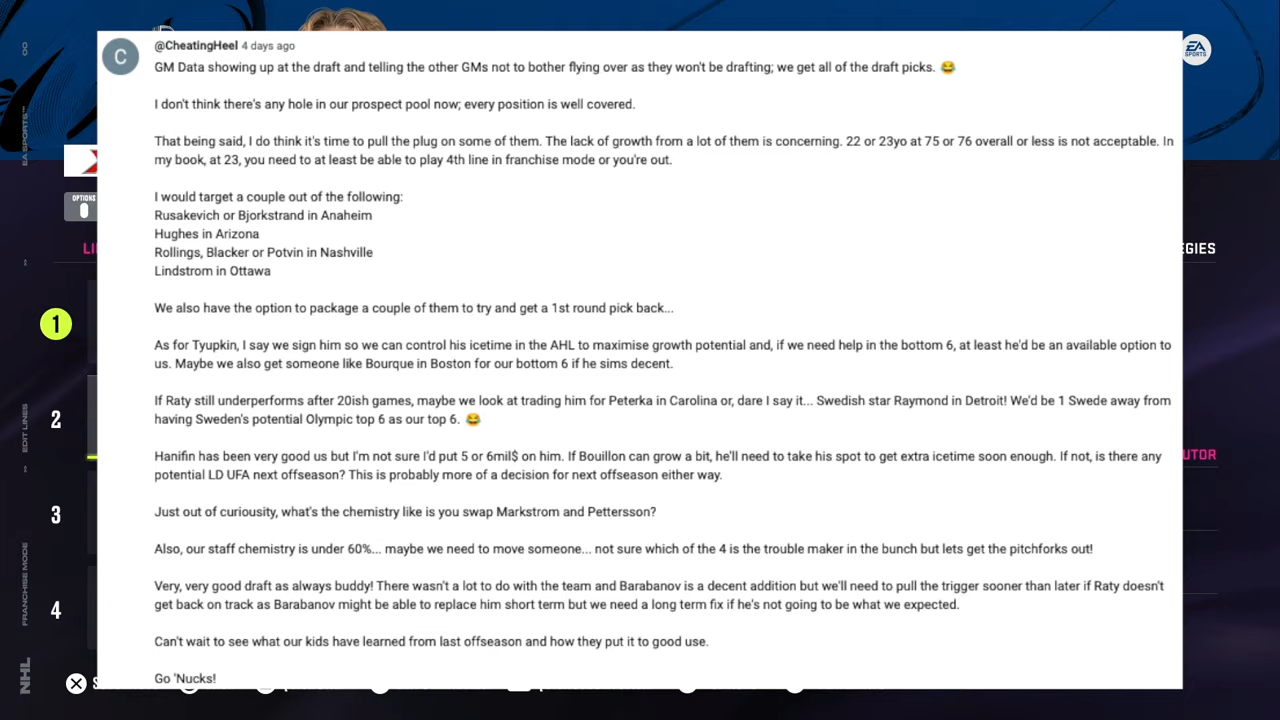 @CheatingHeel 4 days ago
C
GM Data showing up at the draft and telling the other GMs not to bother flying over as they won't be drafting; we get all of the draft picks. 😂
I don't think there's any hole in our prospect pool now; every position is well covered.
That being said, I do think it's time to pull the plug on some of them. The lack of growth from a lot of them is concerning. 22 or 23yo at 75 or 76 overall or less is not acceptable. In
my book, at 23, you need to at least be able to play 4th line in franchise mode or you're out.
I would target a couple out of the following:
Rusakevich or Bjorkstrand in Anaheim
Hughes in Arizona
Rollings, Blacker or Potvin in Nashville
Lindstrom in Ottawa
We also have the option to package a couple of them to try and get a 1st round pick back...
As for Tyupkin, I say we sign him so we can control his icetime in the AHL to maximise growth potential and, if we need help in the bottom 6, at least he'd be an available option to
us. Maybe we also get someone like Bourque in Boston for our bottom 6 if he sims decent.
If Raty still underperforms after 20ish games, maybe we look at trading him for Peterka in Carolina or, dare I say it... Swedish star Raymond in Detroit! We'd be 1 Swede away from
having Sweden's potential Olympic top 6 as our top 6. 😂
Hanifin has been very good us but I'm not sure I'd put 5 or 6mil$ on him. If Bouillon can grow a bit, he'll need to take his spot to get extra icetime soon enough. If not, is there any
potential LD UFA next offseason? This is probably more of a decision for next offseason either way.
Just out of curiousity, what's the chemistry like is you swap Markstrom and Pettersson?
Also, our staff chemistry is under 60%... maybe we need to move someone... not sure which of the 4 is the trouble maker in the bunch but lets get the pitchforks out!
Very, very good draft as always buddy! There wasn't a lot to do with the team and Barabanov is a decent addition but we'll need to pull the trigger sooner than later if Raty doesn't
get back on track as Barabanov might be able to replace him short term but we need a long term fix if he's not going to be what we expected.
Can't wait to see what our kids have learned from last offseason and how they put it to good use.
Go 'Nucks!
EA
SPORTS
OPTIONS
GIES
UTOR
1
2
3
4
EA SPORTS™
EDIT LINES
FRANCHISE MODE
NHL